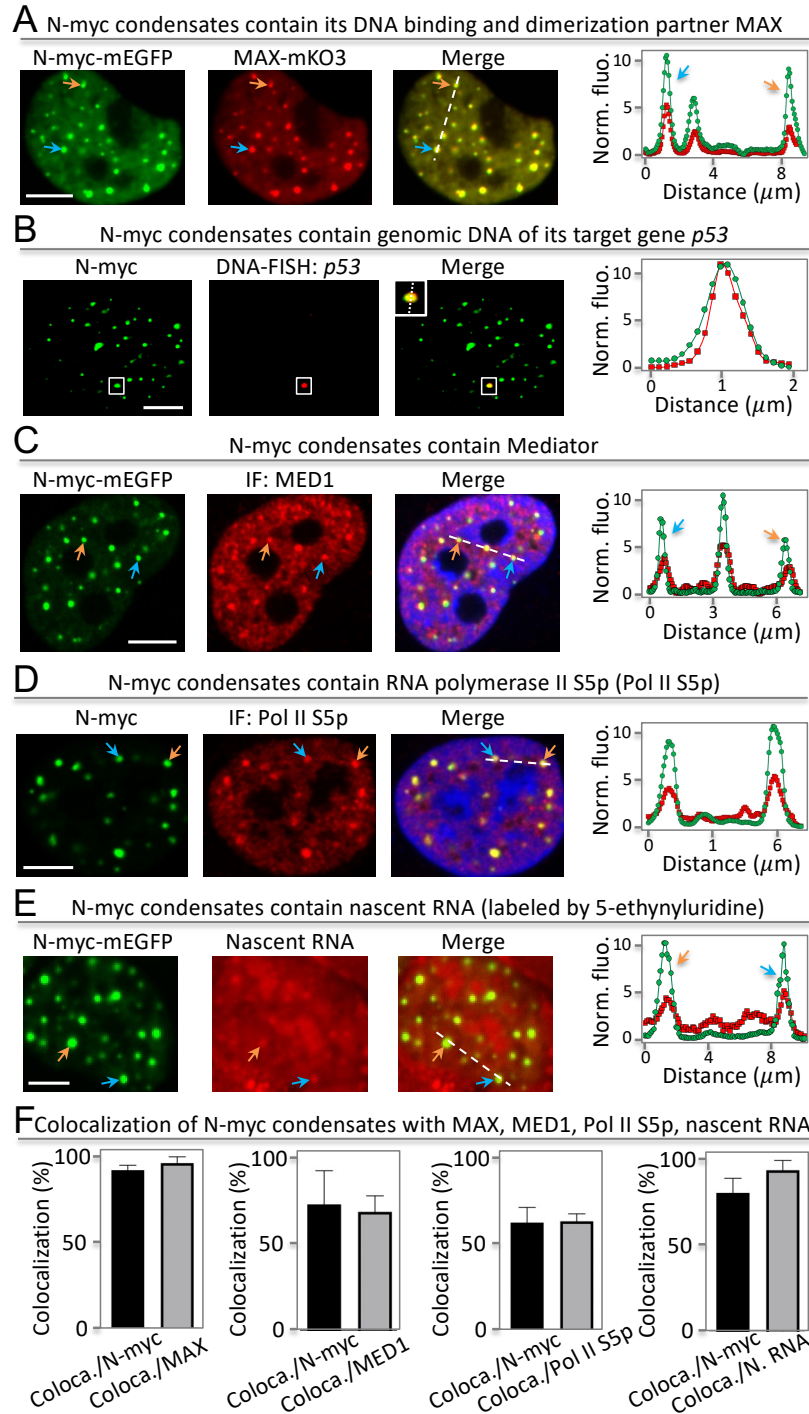 A N-myc condensates contain its DNA binding and dimerization partner MAX
N-myc-mEGFP MAX-mKO3 Merge
Norm. fluo.
10
5
0
0 4 8
Distance (μm)
B N-myc condensates contain genomic DNA of its target gene p53
N-myc DNA-FISH: p53 Merge
Norm. fluo.
10
5
0
0 1 2
Distance (μm)
C N-myc condensates contain Mediator
N-myc-mEGFP IF: MED1 Merge
Norm. fluo.
10
5
0
0 3 6
Distance (μm)
D N-myc condensates contain RNA polymerase II S5p (Pol II S5p)
N-myc IF: Pol II S5p Merge
Norm. fluo.
10
5
0
0 1 6
Distance (μm)
E N-myc condensates contain nascent RNA (labeled by 5-ethynyluridine)
N-myc-mEGFP Nascent RNA Merge
Norm. fluo.
10
5
0
0 4 8
Distance (μm)
F Colocalization of N-myc condensates with MAX, MED1, Pol II S5p, nascent RNA
Colocalization (%)
100
50
0
Coloca./N-myc
Coloca./MAX
Colocalization (%)
100
50
0
Coloca./N-myc
Coloca./MED1
Colocalization (%)
100
50
0
Coloca./N-myc
Coloca./Pol II S5p
Colocalization (%)
100
50
0
Coloca./N-myc
Coloca./N. RNA